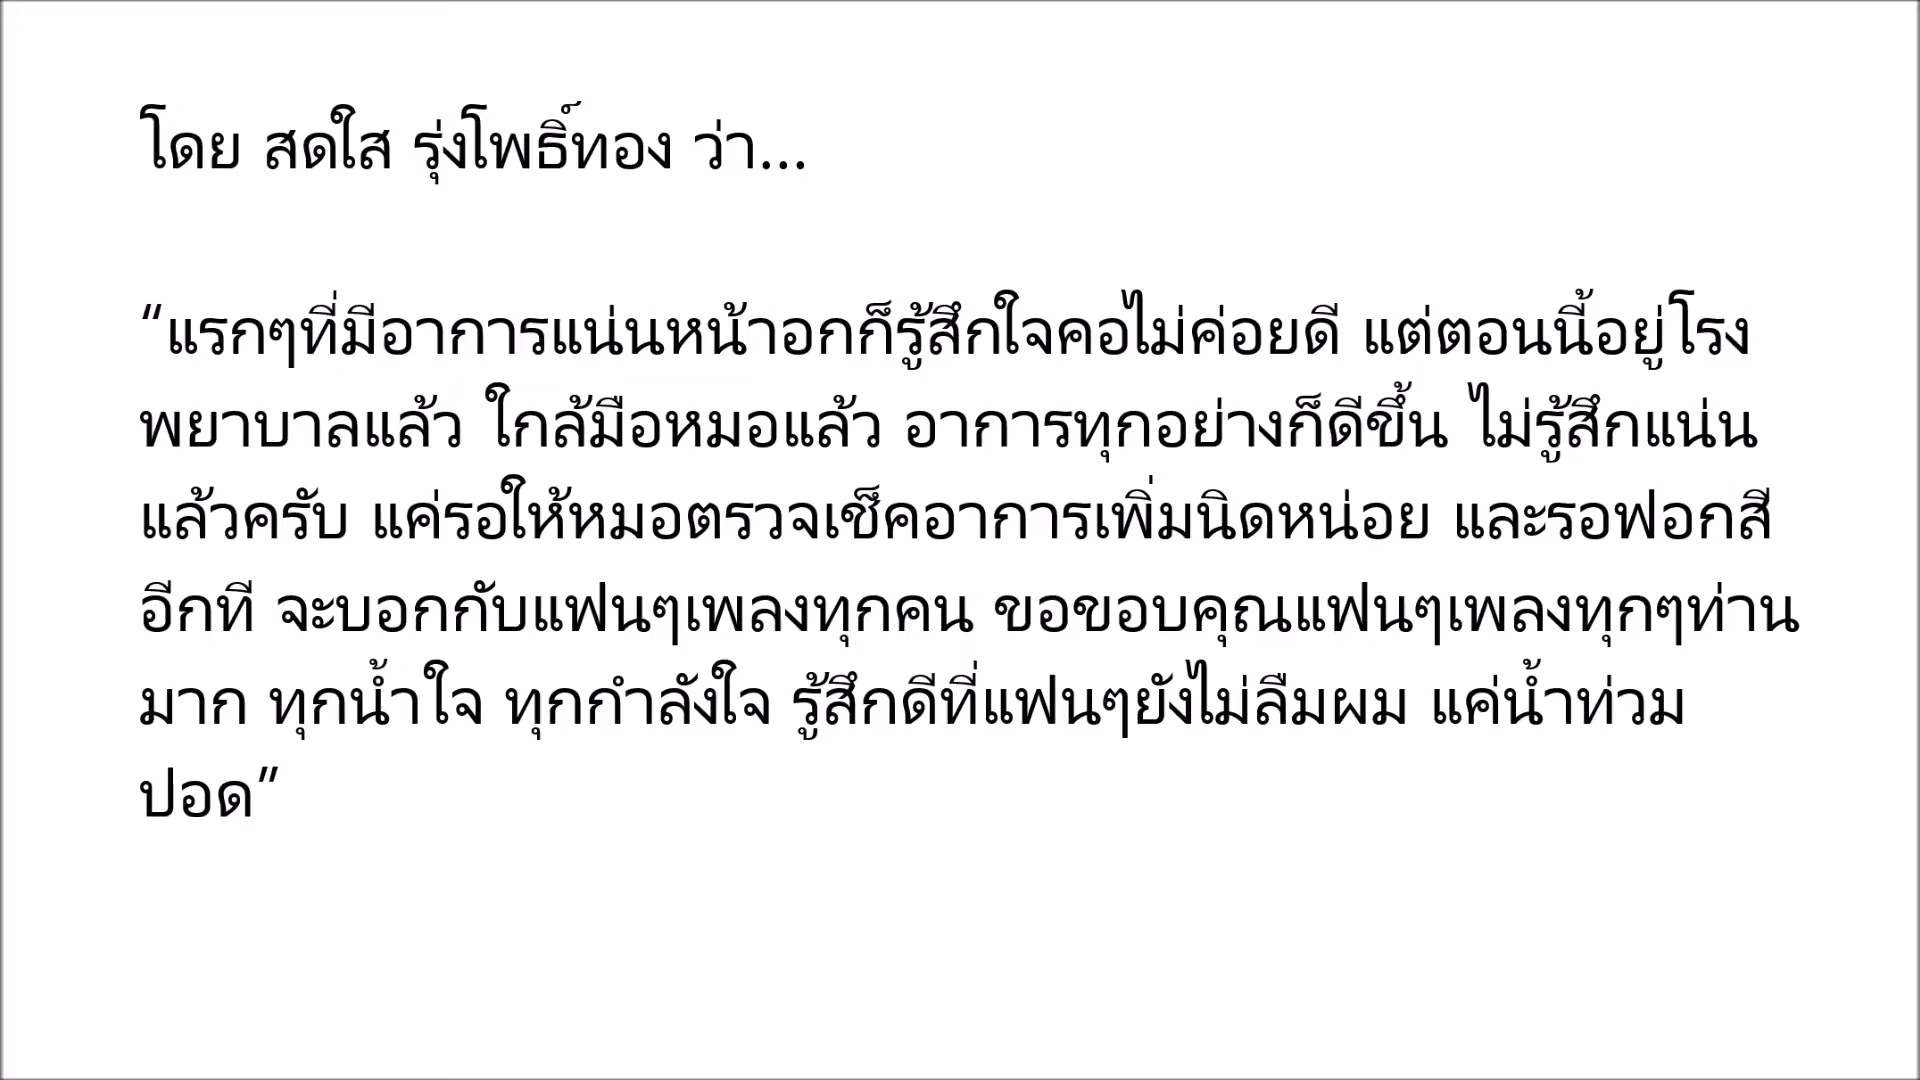 โดย สดใส รุ่งโพธิ์ทอง ว่า...
“แรกๆที่มีอาการแน่นหน้าอกก็รู้สึกใจคอไม่ค่อยดี แต่ตอนนี้อยู่โรง
พยาบาลแล้ว ใกล้มือหมอแล้ว อาการทุกอย่างก็ดีขึ้น ไม่รู้สึกแน่น
แล้วครับ แค่รอให้หมอตรวจเช็คอาการเพิ่มนิดหน่อย และรอฟอกสี
อีกที จะบอกกับแฟนๆเพลงทุกคน ขอขอบคุณแฟนๆเพลงทุกๆท่าน
มาก ทุกน้ำใจ ทุกกำลังใจ รู้สึกดีที่แฟนๆยังไม่ลืมผม แค่น้ำท่วม
ปอด”